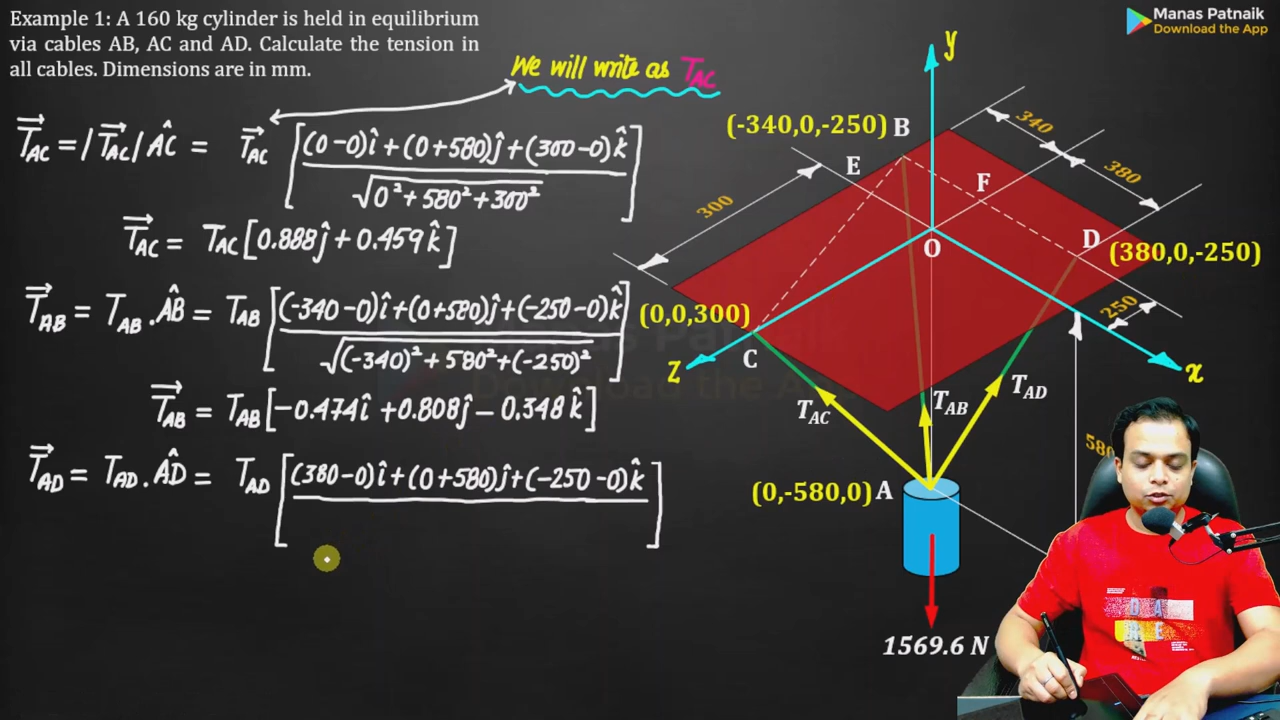 Example 1: A 160 kg cylinder is held in equilibrium
via cables AB, AC and AD. Calculate the tension in
all cables. Dimensions are in mm.
Manas Patnaik
Download the App
We will write as T_AC
T⃗_AC = |T⃗_AC| ÂC = T⃗_AC [((0-0)î + (0+580)ĵ + (300-0)k̂) / √(0² + 580² + 300²)]
T⃗_AC = T_AC [0.888ĵ + 0.459k̂]
T⃗_AB = T_AB . ÂB = T_AB [((-340-0)î + (0+580)ĵ + (-250-0)k̂) / √((-340)² + 580² + (-250)²)]
T⃗_AB = T_AB [-0.474î + 0.808ĵ - 0.348k̂]
T⃗_AD = T_AD . ÂD = T_AD [(380-0)î + (0+580)ĵ + (-250-0)k̂]
y
(-340,0,-250) B
340
E
F
380
300
D
O
(380,0,-250)
250
(0,0,300)
C
z
x
T_AC
T_AB
T_AD
580
(0,-580,0) A
1569.6 N